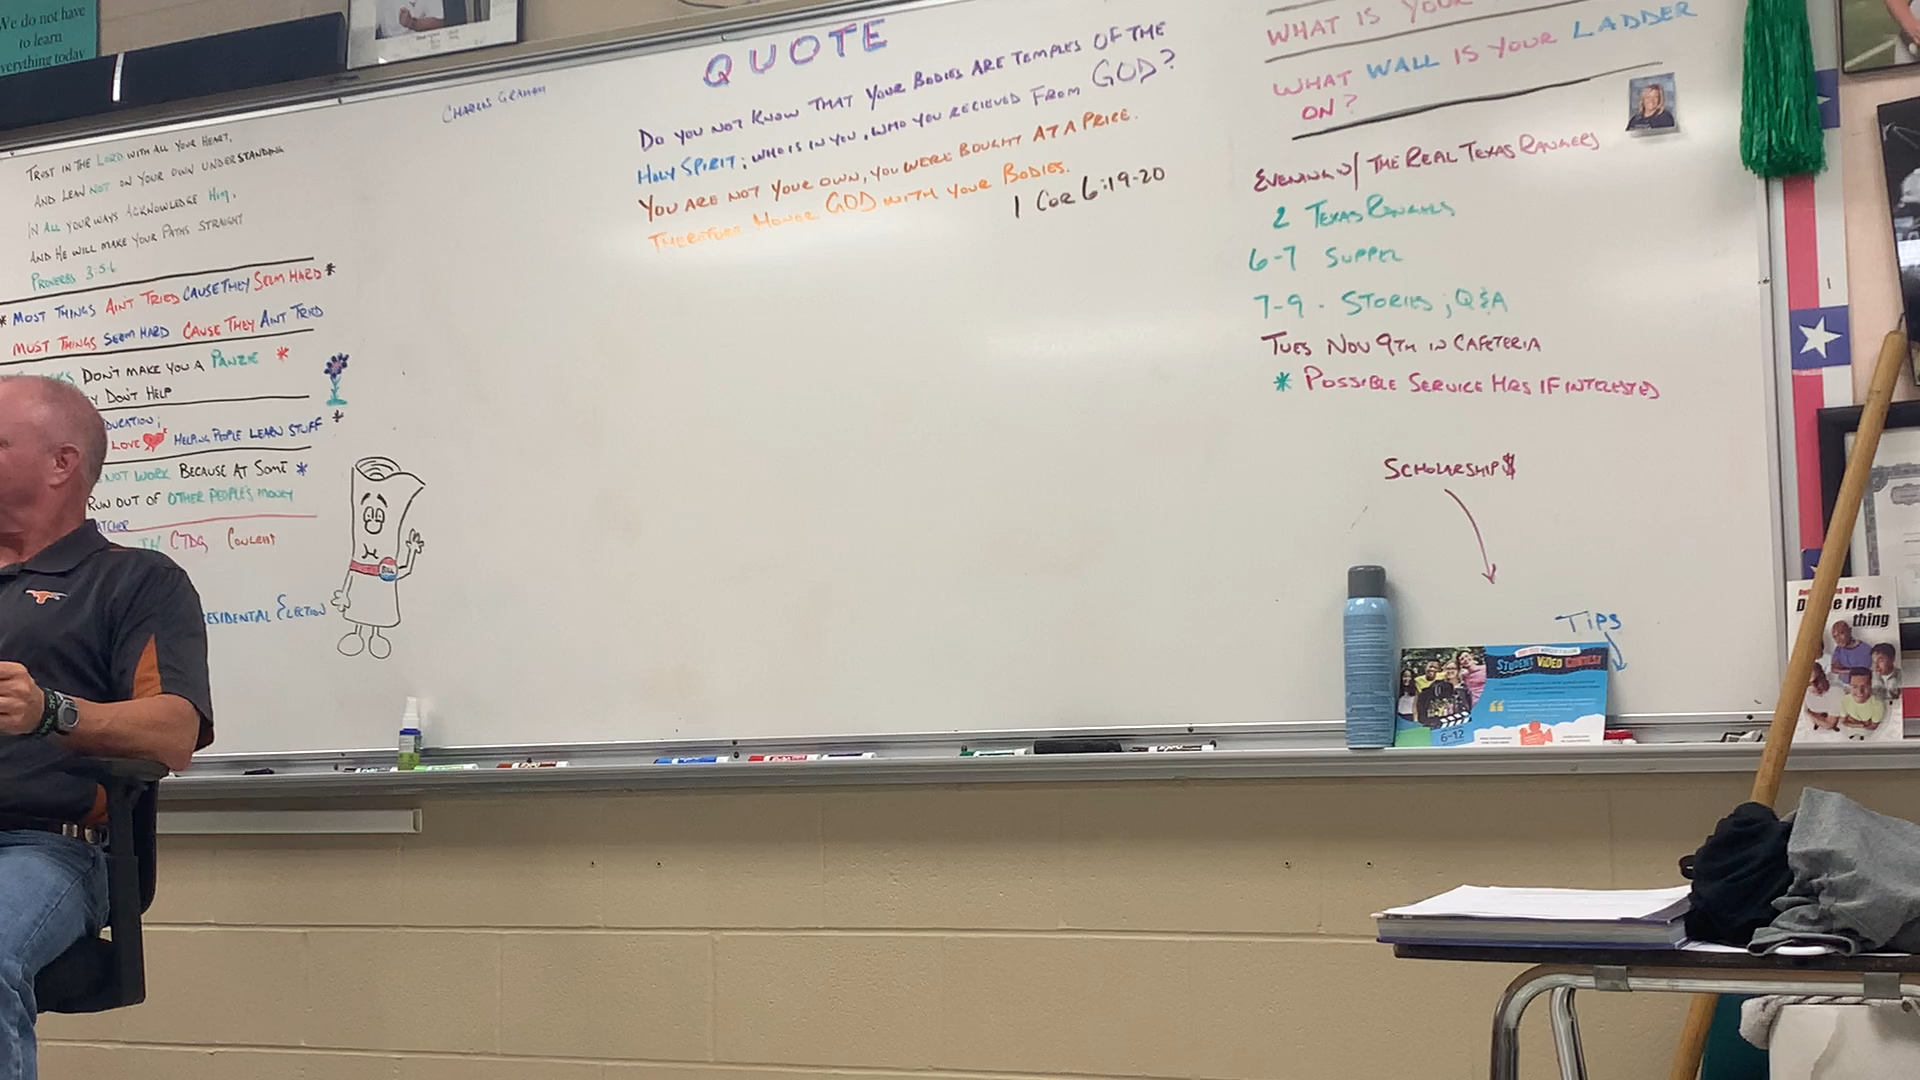 We do not have
to learn
everything today
TRUST IN THE LORD WITH ALL YOUR HEART,
AND LEAN NOT ON YOUR OWN UNDERSTANDING
IN ALL YOUR WAYS ACKNOWLEDGE HIM,
AND HE WILL MAKE YOUR PATHS STRAIGHT
PROVERBS 3:5-6
* MOST THINGS AIN'T TRIED CAUSE THEY SEEM HARD *
MOST THINGS SEEM HARD CAUSE THEY AINT TRIED
DON'T MAKE YOU A PANZIE *
DON'T HELP
LOVE HELPING PEOPLE LEARN STUFF *
NOT WORK BECAUSE AT SOME *
RUN OUT OF OTHER PEOPLE'S MONEY
ESIDENTAL ELECTION
BILL
CHARLES GRAHAM
QUOTE
DO YOU NOT KNOW THAT YOUR BODIES ARE TEMPLES OF THE
HOLY SPIRIT; WHO IS IN YOU, WHO YOU RECIEVED FROM GOD?
YOU ARE NOT YOUR OWN, YOU WERE BOUGHT AT A PRICE.
THEREFORE HONOR GOD WITH YOUR BODIES.
1 COR 6:19-20
WHAT IS YOUR
WHAT WALL IS YOUR LADDER
ON?
EVENING W/ THE REAL TEXAS RANGERS
2 TEXAS RANGERS
6-7 SUPPER
7-9 - STORIES; Q&A
TUES NOV 9TH IN CAFETERIA
* POSSIBLE SERVICE HRS IF INTERESTED
SCHOLARSHIP$
TIPS
STUDENT VIDEO CONTEST
6-12
right
thing